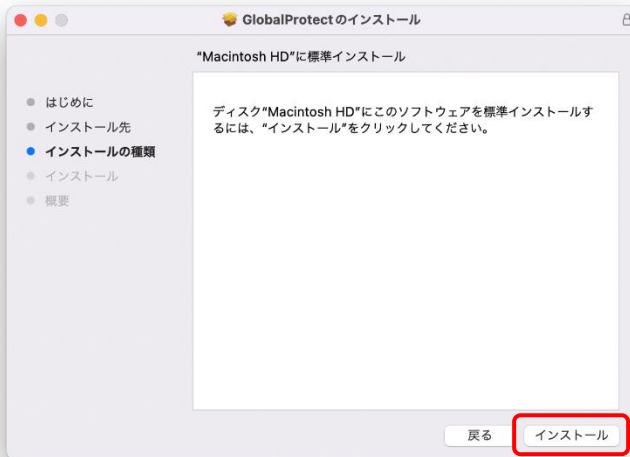 GlobalProtectのインストール
“Macintosh HD”に標準インストール
はじめに
インストール先
インストールの種類
インストール
概要
ディスク“Macintosh HD”にこのソフトウェアを標準インストールす
るには、“インストール”をクリックしてください。
戻る
インストール